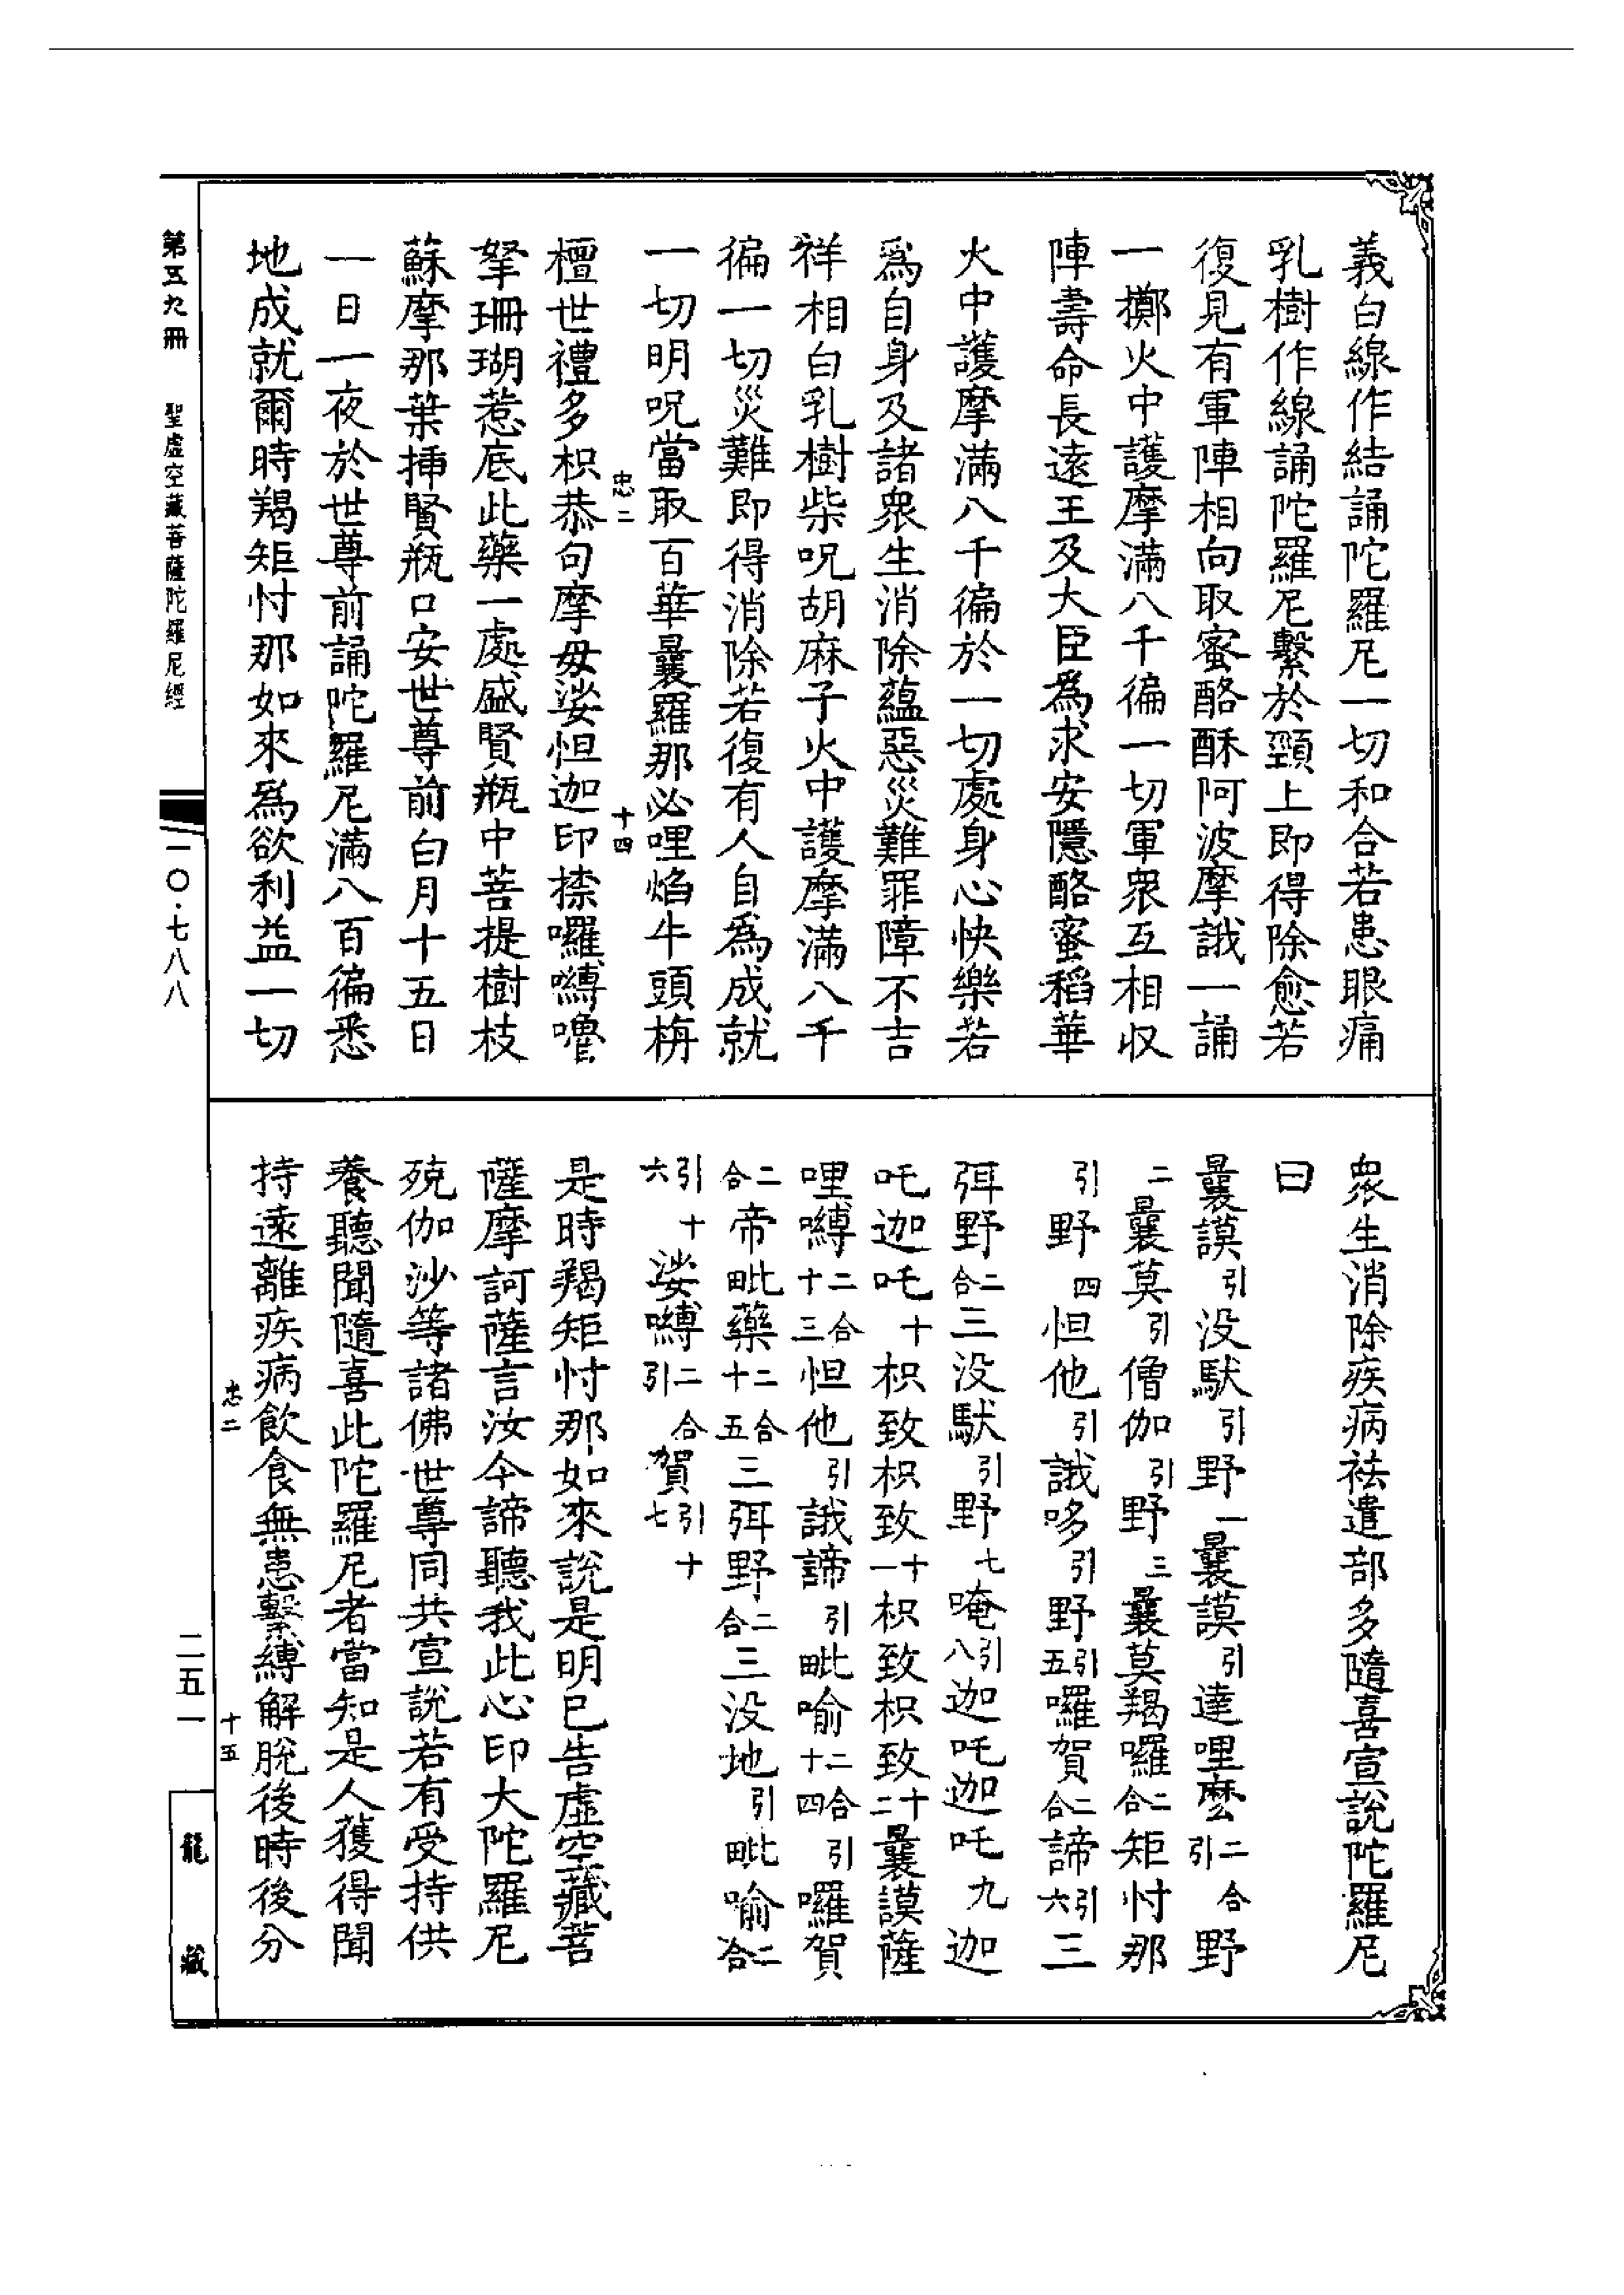 義白線作結誦陀羅尼一切和合若患眼痛
乳樹作線誦陀羅尼繫於頸上即得除愈若
復見有軍陣相向取蜜酪酥阿波摩誐一誦
一擲火中護摩滿八千徧一切軍衆互相収
陣壽命長遠王及大臣為求安隱酪蜜稻華
火中護摩滿八千徧於一切處身心快樂若
為自身及諸衆生消除蘊惡災難罪障不吉
祥相白乳樹柴呪胡麻子火中護摩滿八千
徧一切災難即得消除若復有人自為成就
一切明呪當取百華曩羅那必哩焰牛頭栴
忠二 十四
檀世禮多枳恭句摩毋娑怛迦印捺囉嚩嚕
拏珊瑚惹底此藥一處盛賢瓶中菩提樹枝
蘇摩那葉揷賢瓶口安世尊前白月十五日
一日一夜於世尊前誦陀羅尼滿八百徧悉
地成就爾時羯矩忖那如來為欲利益一切
第五九冊 聖虛空藏菩薩陀羅尼經 一〇·七八八
衆生消除疾病祛遣部多隨喜宣說陀羅尼
曰
曩謨引没馱引野一曩謨引達哩麽二合引野
二曩莫引僧伽引野三曩莫羯囉二合矩忖那
引野四怛他引誐哆引野引五囉賀二合諦引六三
弭野二合三没馱引野七唵引八迦吒迦吒九迦
吒迦吒十枳致枳致十一枳致枳致十二曩謨薩
哩嚩二合十三怛他引誐諦引毗喻二合十四引囉賀
二合帝毗藥二合十五三弭野二合三没地引毗喻二合
引十六娑嚩二合引賀引十七
是時羯矩忖那如來說是明已告虛空藏菩
薩摩訶薩言汝今諦聽我此心印大陀羅尼
殑伽沙等諸佛世尊同共宣說若有受持供
養聽聞隨喜此陀羅尼者當知是人獲得聞
持遠離疾病飲食無患繫縛解脫後時後分
忠二 十五
二五一 龍藏